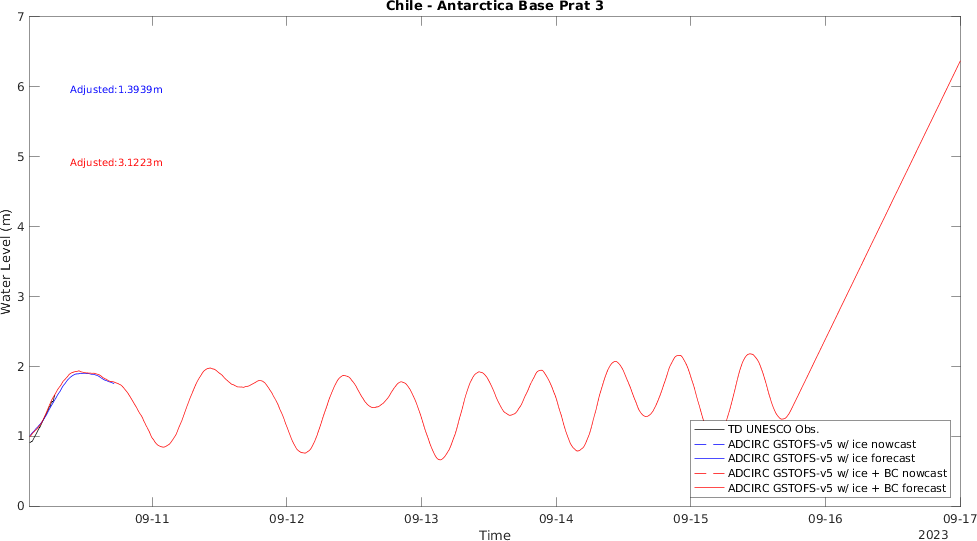 Chile - Antarctica Base Prat 3
7
6
5
4
3
2
1
0
Water Level (m)
Adjusted:1.3939m
Adjusted:3.1223m
TD UNESCO Obs.
ADCIRC GSTOFS-v5 w/ ice nowcast
ADCIRC GSTOFS-v5 w/ ice forecast
ADCIRC GSTOFS-v5 w/ ice + BC nowcast
ADCIRC GSTOFS-v5 w/ ice + BC forecast
09-11 09-12 09-13 09-14 09-15 09-16 09-17
Time
2023